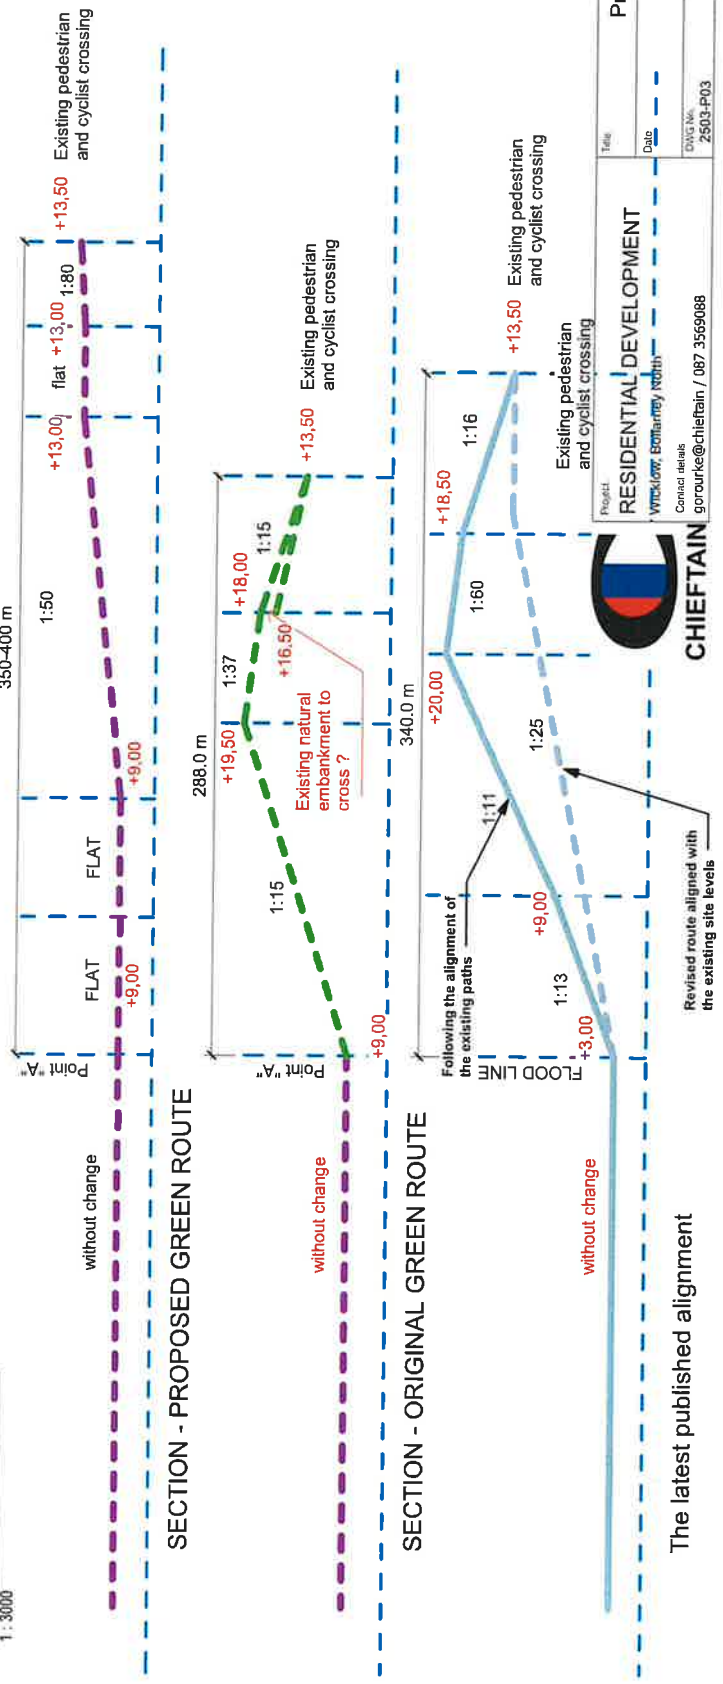 1 : 3000
350-400 m
+13,00
flat
+13,00
1:80
+13,50
Existing pedestrian
and cyclist crossing
1:50
Point "A"
FLAT
FLAT
+9,00
+9,00
without change
SECTION - PROPOSED GREEN ROUTE
288.0 m
Point "A"
+19,50
1:37
+18,00
1:15
+13,50
Existing pedestrian
and cyclist crossing
1:15
+16.50
Existing natural
embankment to
cross ?
+9,00
without change
SECTION - ORIGINAL GREEN ROUTE
340.0 m
+20,00
+18,50
1:16
1:60
+13,50
Existing pedestrian
and cyclist crossing
Existing pedestrian
and cyclist crossing
Following the alignment of
the existing paths
1:11
1:25
+9,00
1:13
FLOOD LINE
+3,00
without change
Revised route aligned with
the existing site levels
The latest published alignment
CHIEFTAIN
Project
RESIDENTIAL DEVELOPMENT
Wicklow, Bollarney North
Contact details
gorourke@chieftain / 087 3569088
Title
Date
DWG No.
2503-P03